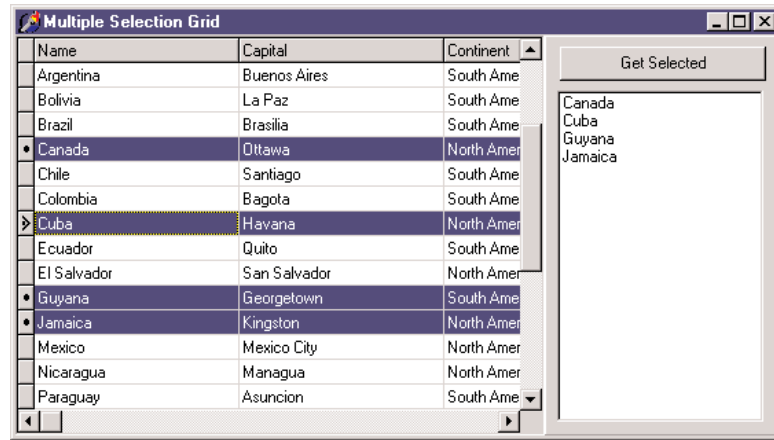 Multiple Selection Grid
Name Capital Continent
Argentina Buenos Aires South Ame
Bolivia La Paz South Ame
Brazil Brasilia South Ame
Canada Ottawa North Amer
Chile Santiago South Ame
Colombia Bagota South Ame
Cuba Havana North Amer
Ecuador Quito South Ame
El Salvador San Salvador North Amer
Guyana Georgetown South Ame
Jamaica Kingston North Amer
Mexico Mexico City North Amer
Nicaragua Managua North Amer
Paraguay Asuncion South Ame
Get Selected
Canada
Cuba
Guyana
Jamaica